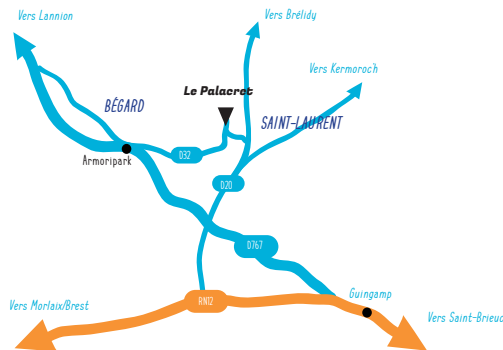 Vers Lannion
Vers Brélidy
Vers Kermoroc'h
Le Palacret
BÉGARD
SAINT-LAURENT
Armoripark
D32
D20
D767
Guingamp
RN12
Vers Morlaix/Brest
Vers Saint-Brieuc